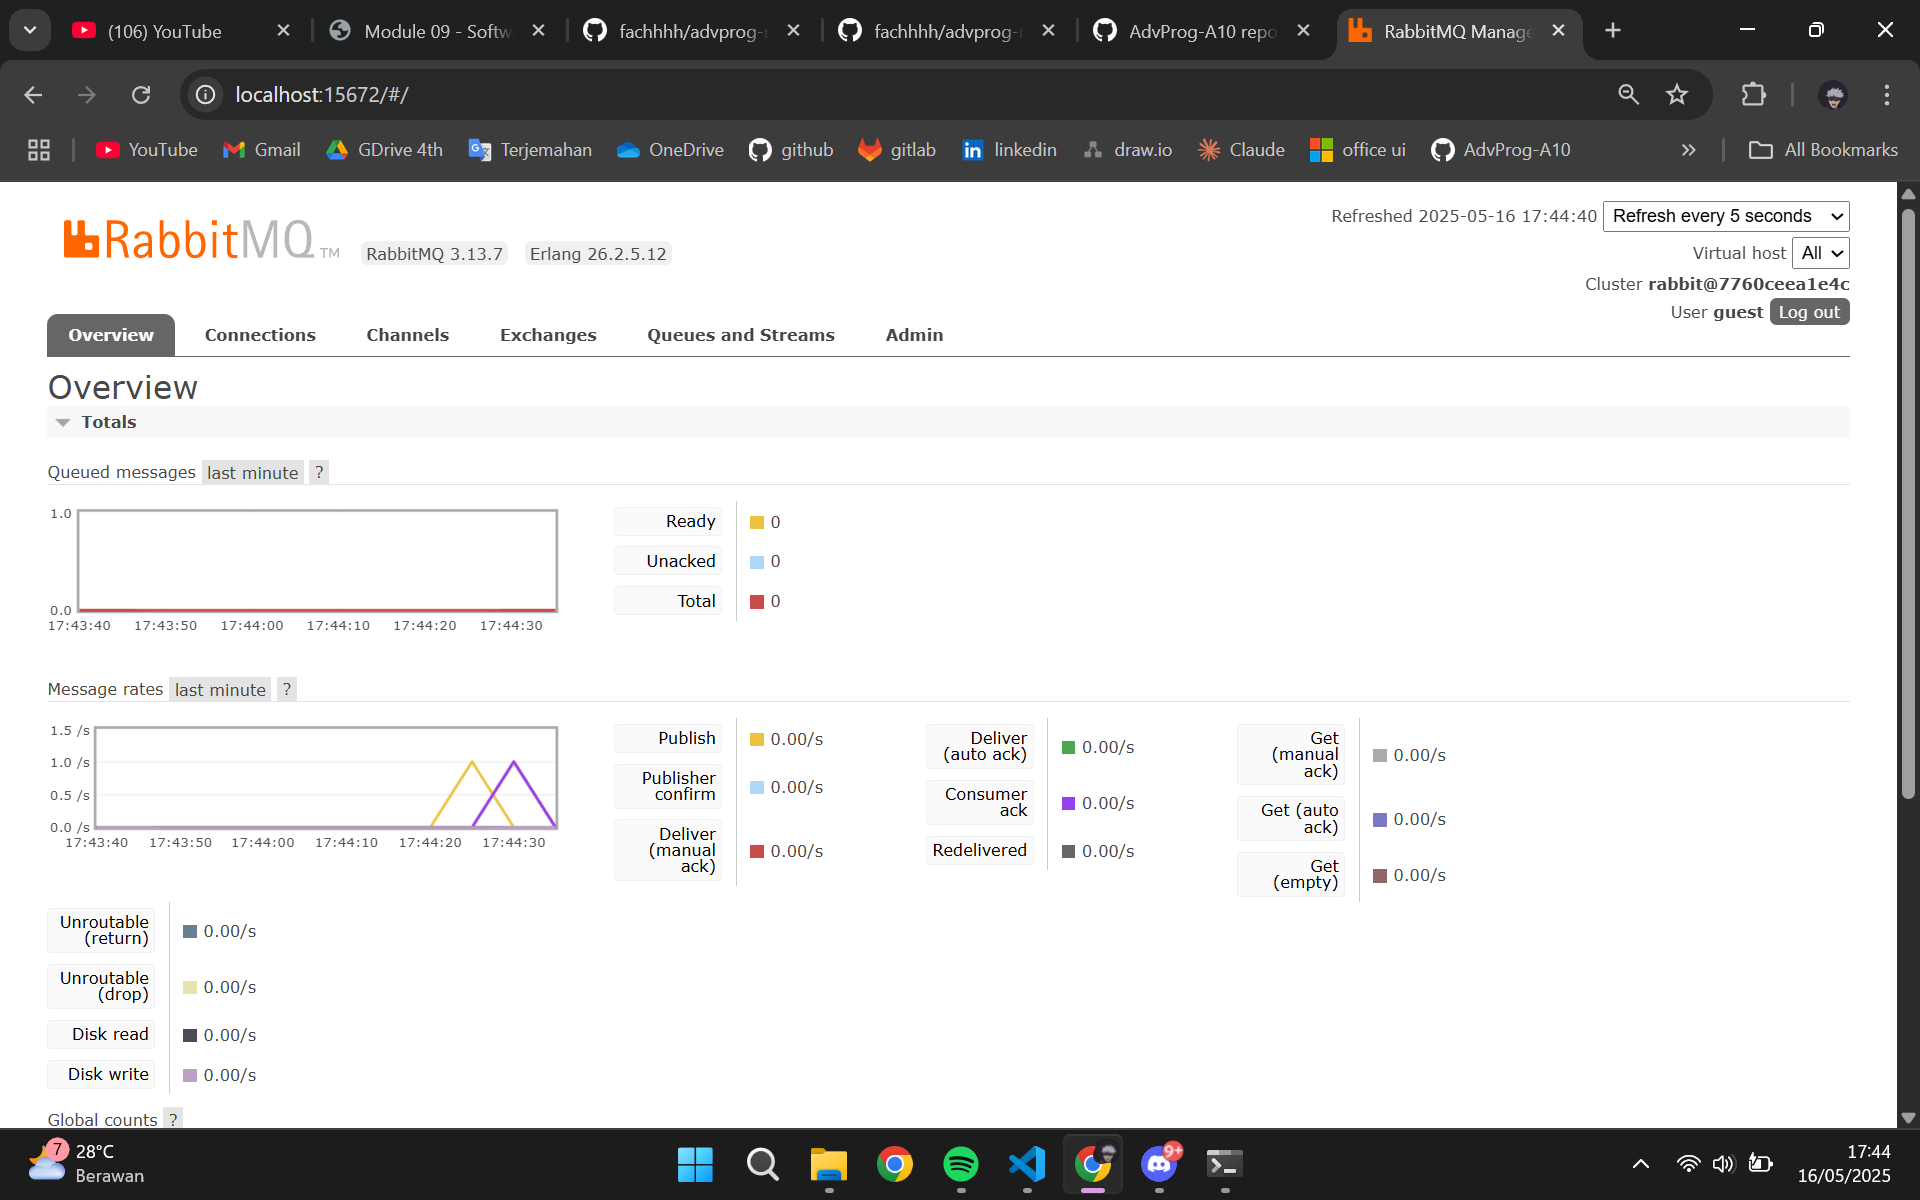 (106) YouTube
Module 09 - Softw
fachhhh/advprog-
fachhhh/advprog-
AdvProg-A10 repo
RabbitMQ Manage
localhost:15672/#/
YouTube
Gmail
GDrive 4th
Terjemahan
OneDrive
github
gitlab
linkedin
draw.io
Claude
office ui
AdvProg-A10
All Bookmarks
RabbitMQ TM
RabbitMQ 3.13.7
Erlang 26.2.5.12
Refreshed 2025-05-16 17:44:40
Refresh every 5 seconds
Virtual host All
Cluster rabbit@7760ceea1e4c
User guest Log out
Overview
Connections
Channels
Exchanges
Queues and Streams
Admin
Overview
Totals
Queued messages last minute ?
1.0
0.0
17:43:40 17:43:50 17:44:00 17:44:10 17:44:20 17:44:30
Ready 0
Unacked 0
Total 0
Message rates last minute ?
1.5 /s
1.0 /s
0.5 /s
0.0 /s
17:43:40 17:43:50 17:44:00 17:44:10 17:44:20 17:44:30
Publish 0.00/s
Publisher
confirm 0.00/s
Deliver
(manual
ack) 0.00/s
Deliver
(auto ack) 0.00/s
Consumer
ack 0.00/s
Redelivered 0.00/s
Get
(manual
ack) 0.00/s
Get (auto
ack) 0.00/s
Get
(empty) 0.00/s
Unroutable
(return) 0.00/s
Unroutable
(drop) 0.00/s
Disk read 0.00/s
Disk write 0.00/s
Global counts ?
7
28°C
Berawan
9+
17:44
16/05/2025